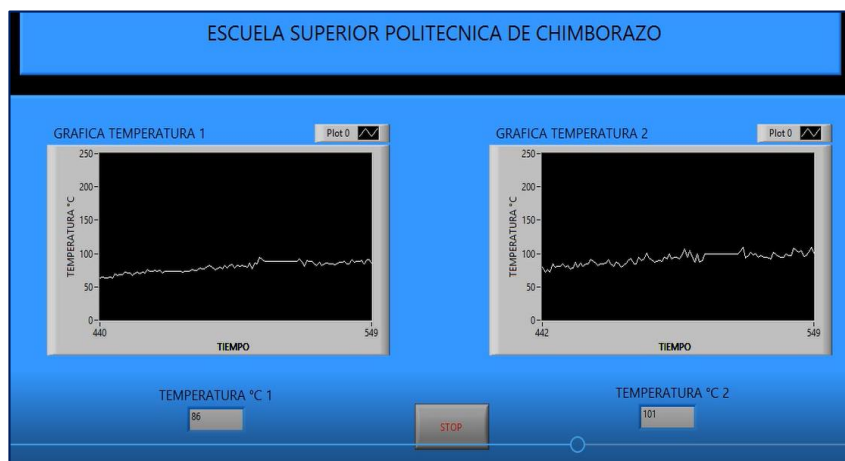 ESCUELA SUPERIOR POLITECNICA DE CHIMBORAZO
GRAFICA TEMPERATURA 1
Plot 0
250
200
150
100
50
0
TEMPERATURA °C
440
549
TIEMPO
GRAFICA TEMPERATURA 2
Plot 0
250
200
150
100
50
0
TEMPERATURA °C
442
549
TIEMPO
TEMPERATURA °C 1
86
STOP
TEMPERATURA °C 2
101